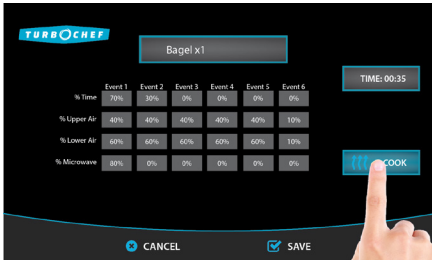 TURBOCHEF
Bagel x1
TIME: 00:35
Event 1 Event 2 Event 3 Event 4 Event 5 Event 6
% Time 70% 30% 0% 0% 0% 0%
% Upper Air 40% 40% 40% 40% 40% 10%
% Lower Air 60% 60% 60% 60% 60% 10%
% Microwave 80% 0% 0% 0% 0% 0%
COOK
CANCEL SAVE